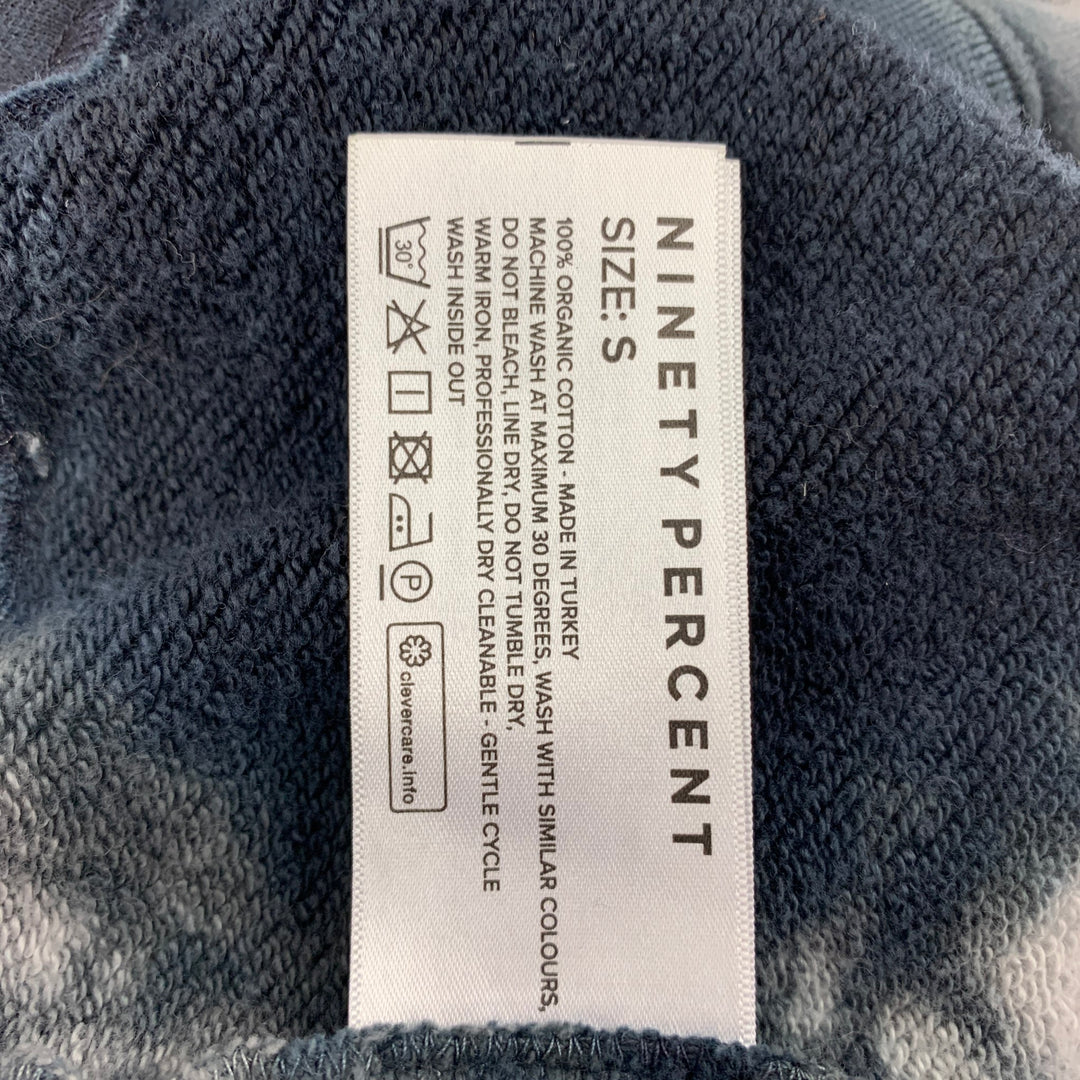 NINETY PERCENT
SIZE: S
100% ORGANIC COTTON - MADE IN TURKEY
MACHINE WASH AT MAXIMUM 30 DEGREES, WASH WITH SIMILAR COLOURS,
DO NOT BLEACH, LINE DRY, DO NOT TUMBLE DRY,
WARM IRON, PROFESSIONALLY DRY CLEANABLE - GENTLE CYCLE
WASH INSIDE OUT
30° P clevercare.info